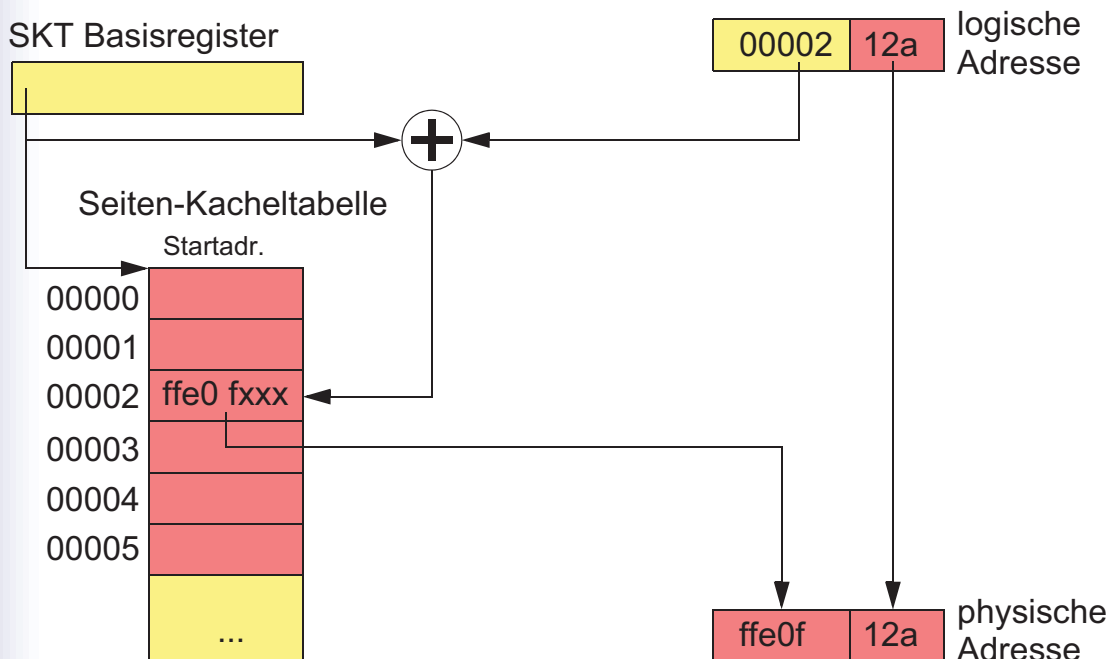 SKT Basisregister
00002 12a
logische
Adresse
+
Seiten-Kacheltabelle
Startadr.
00000
00001
00002 ffe0 fxxx
00003
00004
00005
...
ffe0f 12a
physische
Adresse